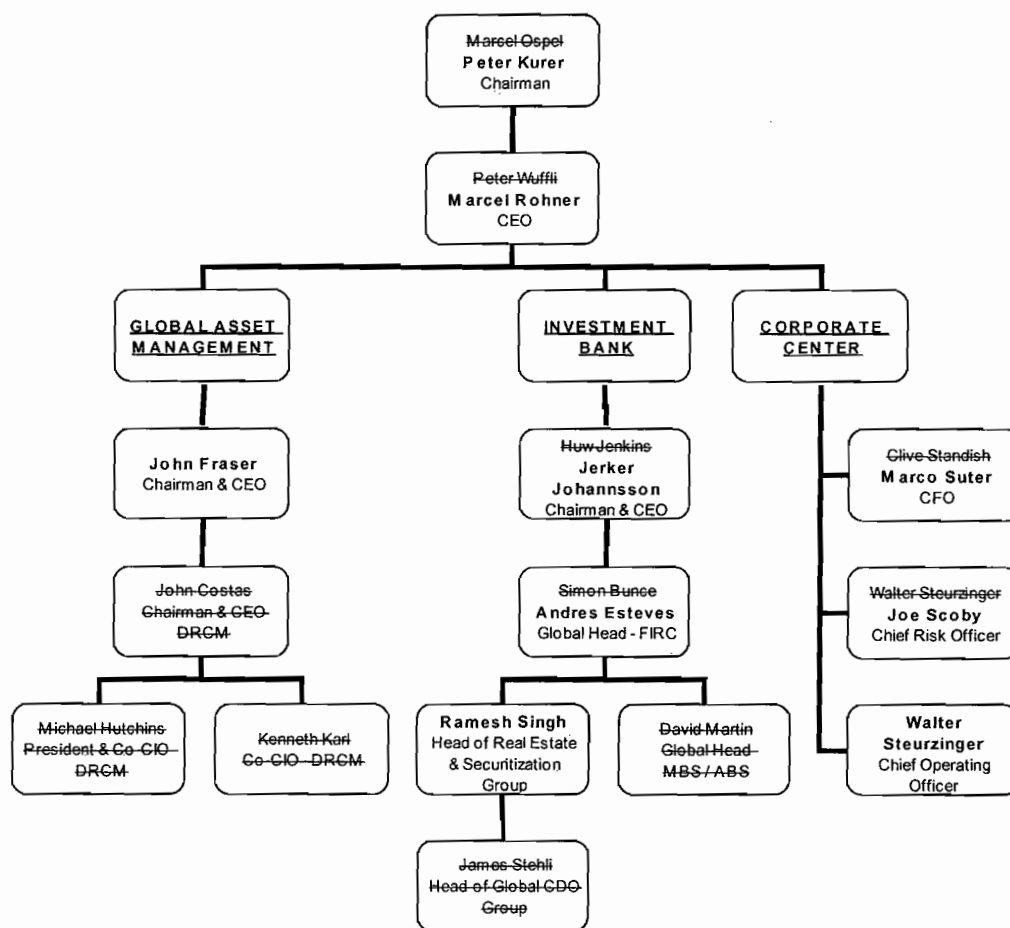 Marcel Ospel
Peter Kurer
Chairman
Peter Wuffli
Marcel Rohner
CEO
GLOBAL ASSET
MANAGEMENT
INVESTMENT
BANK
CORPORATE
CENTER
John Fraser
Chairman & CEO
Huw Jenkins
Jerker
Johannsson
Chairman & CEO
Clive Standish
Marco Suter
CFO
John Costas
Chairman & CEO
DRCM
Simon Bunce
Andres Esteves
Global Head - FIRC
Walter Steurzinger
Joe Scoby
Chief Risk Officer
Michael Hutchins
President & Co-CIO
DRCM
Kenneth Karl
Co-CIO - DRCM
Ramesh Singh
Head of Real Estate
& Securitization
Group
David Martin
Global Head
MBS / ABS
Walter
Steurzinger
Chief Operating
Officer
James Stehli
Head of Global CDO
Group